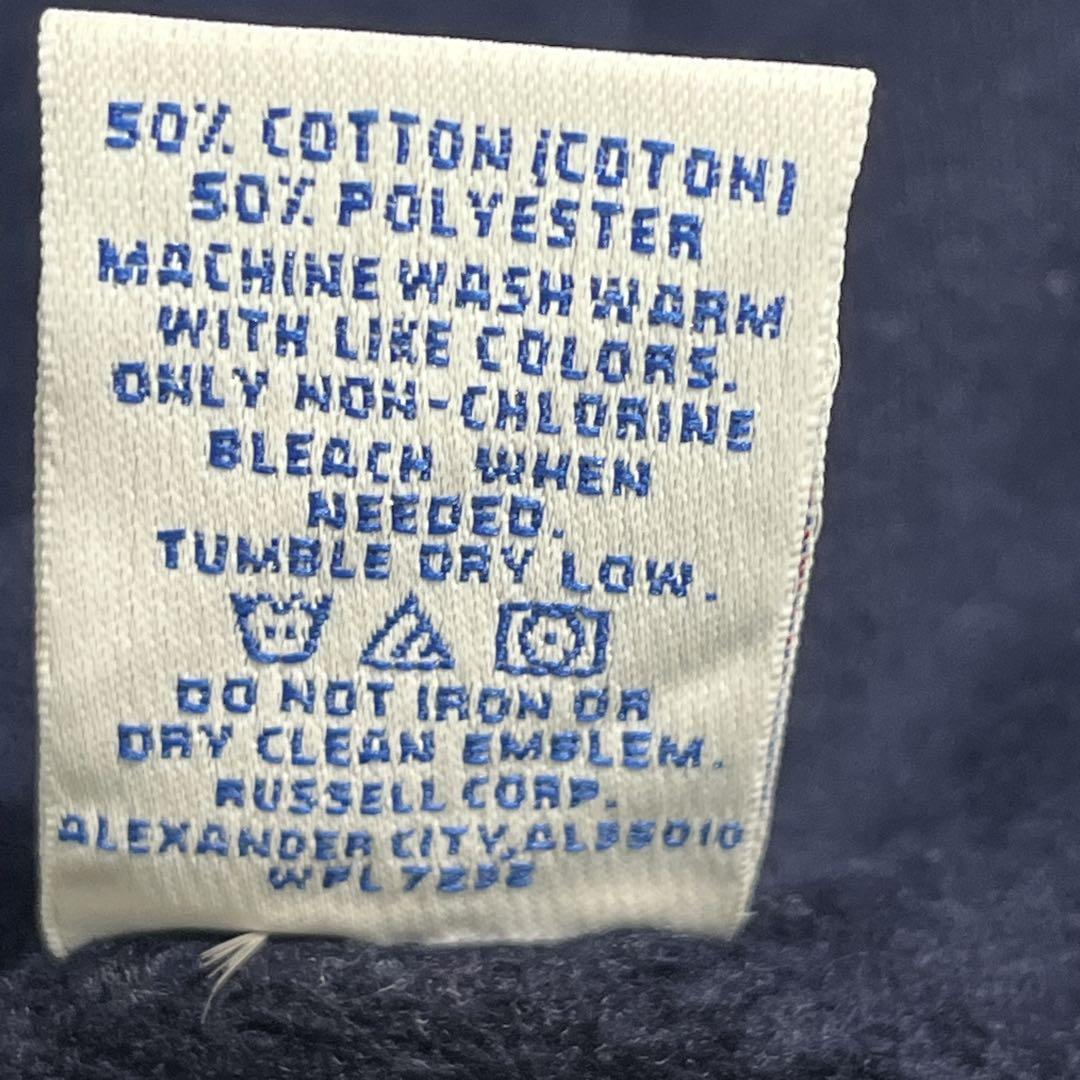 50% COTTON (COTON)
50% POLYESTER
MACHINE WASH WARM
WITH LIKE COLORS.
ONLY NON-CHLORINE
BLEACH WHEN
NEEDED.
TUMBLE DRY LOW.
DO NOT IRON OR
DRY CLEAN EMBLEM.
RUSSELL CORP.
ALEXANDER CITY, AL 35010
WPL